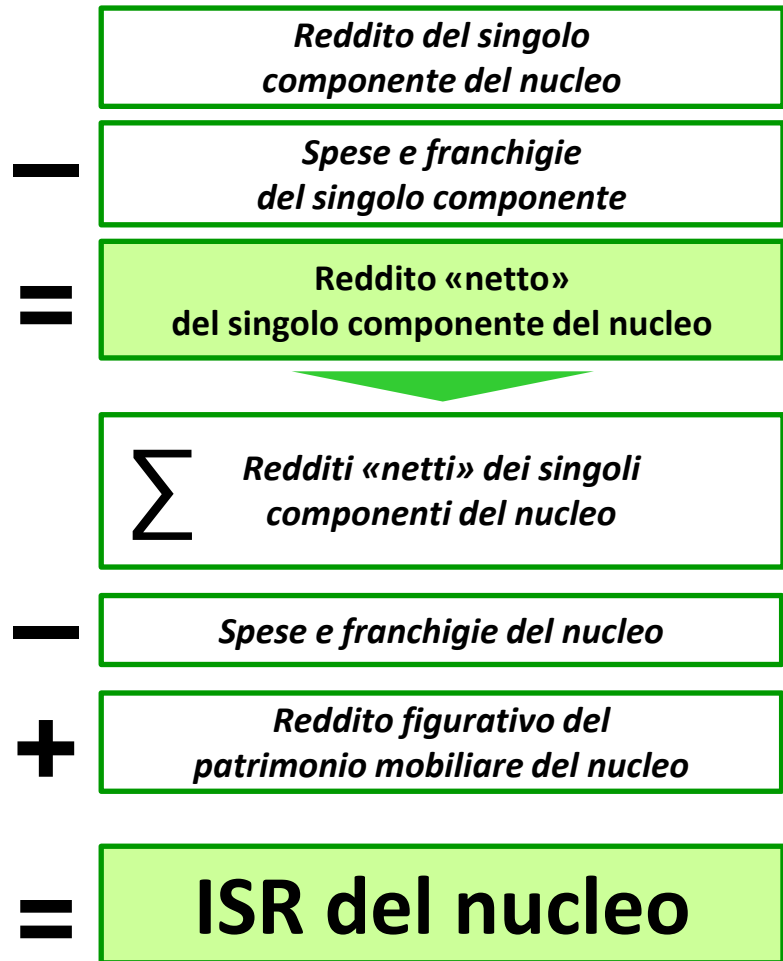 Reddito del singolo
componente del nucleo
—
Spese e franchigie
del singolo componente
=
Reddito «netto»
del singolo componente del nucleo
∑ Redditi «netti» dei singoli
componenti del nucleo
—
Spese e franchigie del nucleo
+
Reddito figurativo del
patrimonio mobiliare del nucleo
=
ISR del nucleo